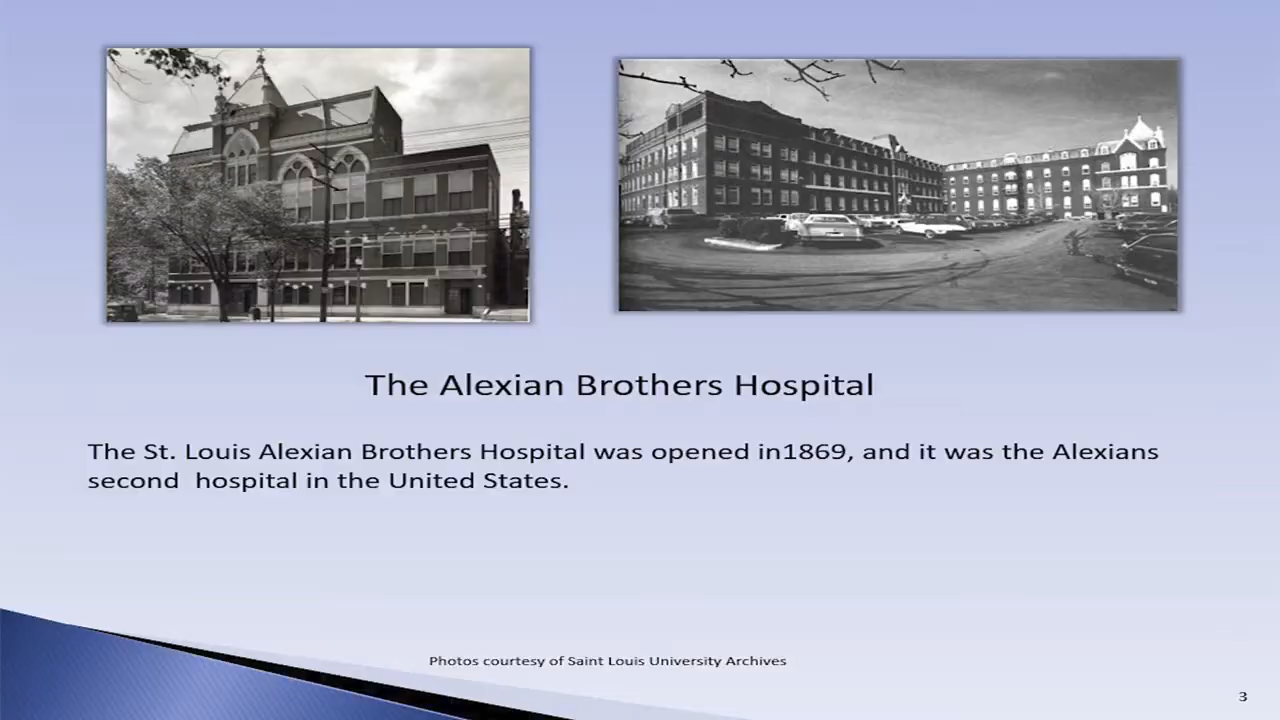 The Alexian Brothers Hospital
The St. Louis Alexian Brothers Hospital was opened in1869, and it was the Alexians
second  hospital in the United States.
Photos courtesy of Saint Louis University Archives
3